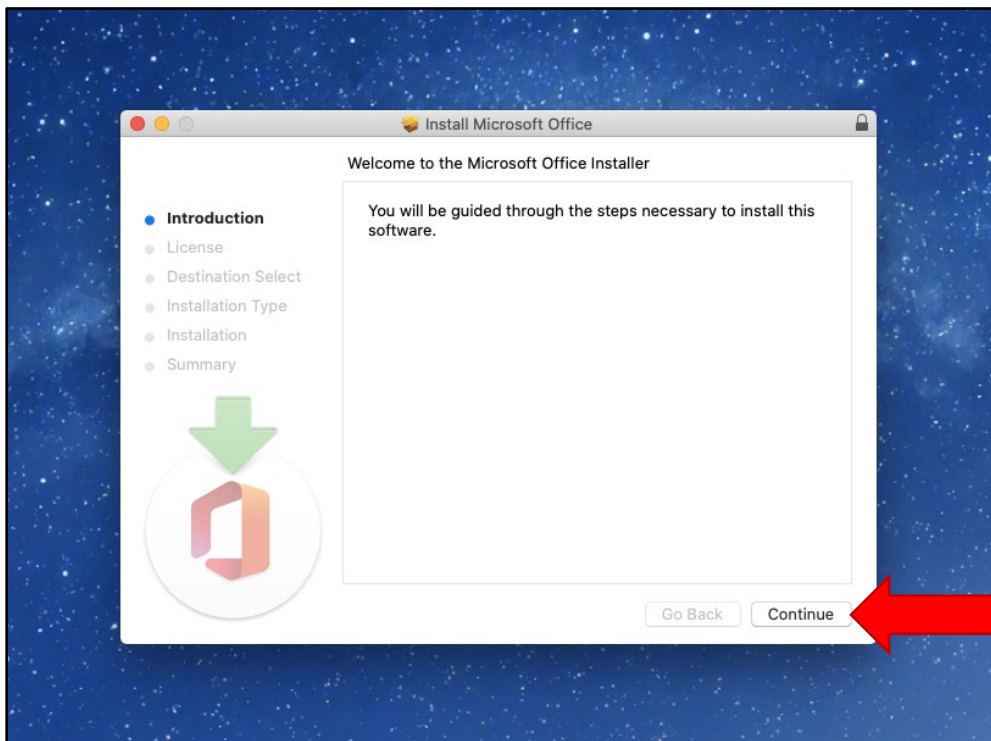 Install Microsoft Office
Welcome to the Microsoft Office Installer
Introduction
License
Destination Select
Installation Type
Installation
Summary
You will be guided through the steps necessary to install this
software.
Go Back
Continue